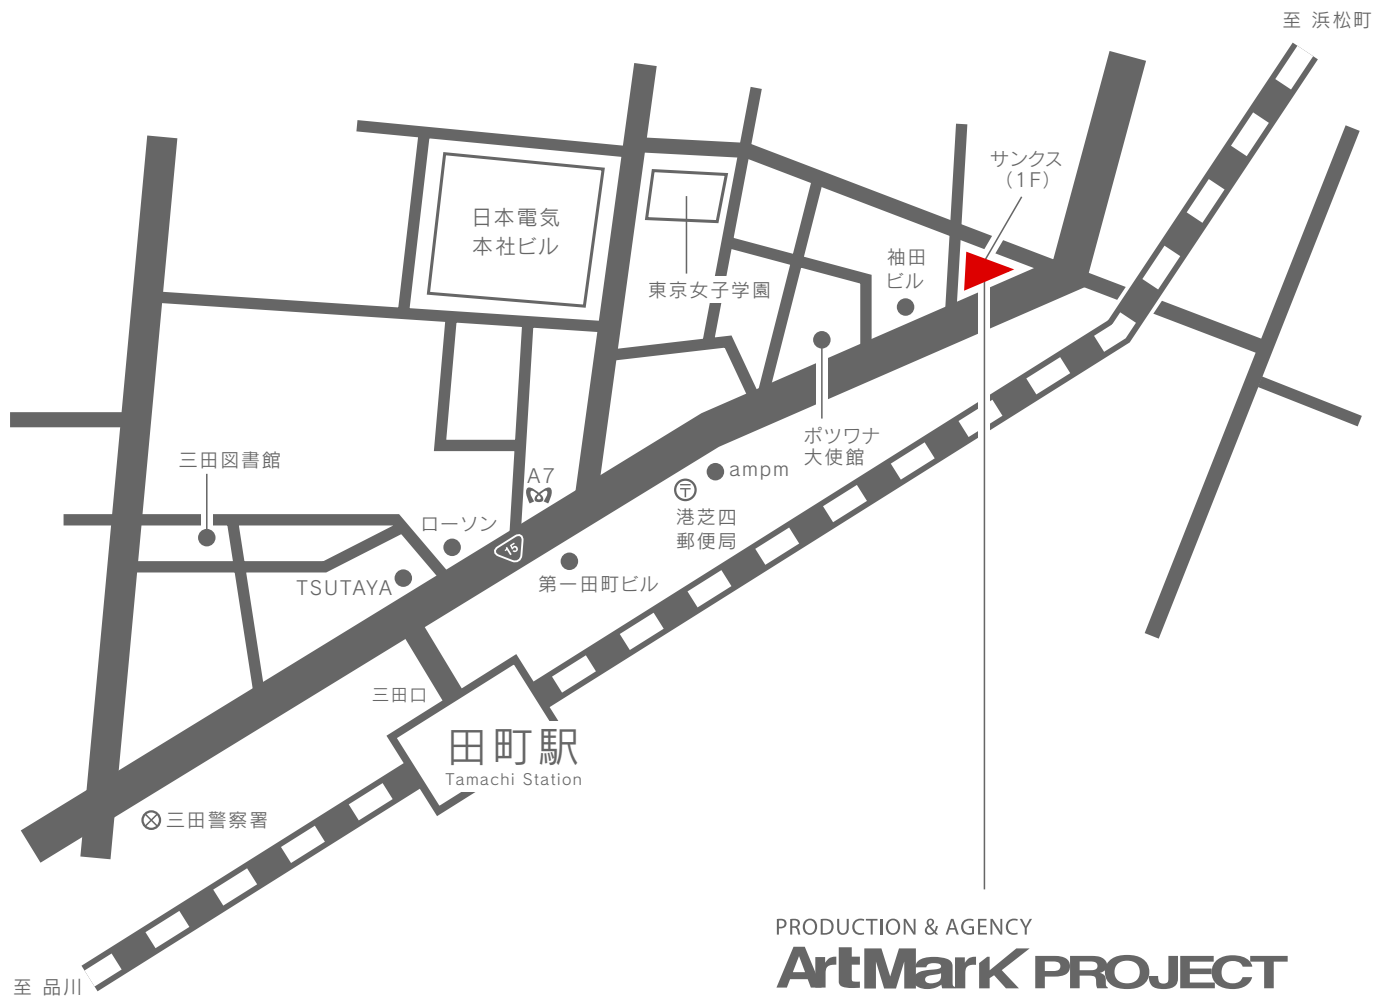 至 浜松町
サンクス
(1F)
日本電気
本社ビル
袖田
ビル
東京女子学園
ボツワナ
大使館
三田図書館
A7
ampm
ローソン
港芝四
郵便局
15
TSUTAYA
第一田町ビル
三田口
田町駅
Tamachi Station
三田警察署
至 品川
PRODUCTION & AGENCY
ArtMarK PROJECT